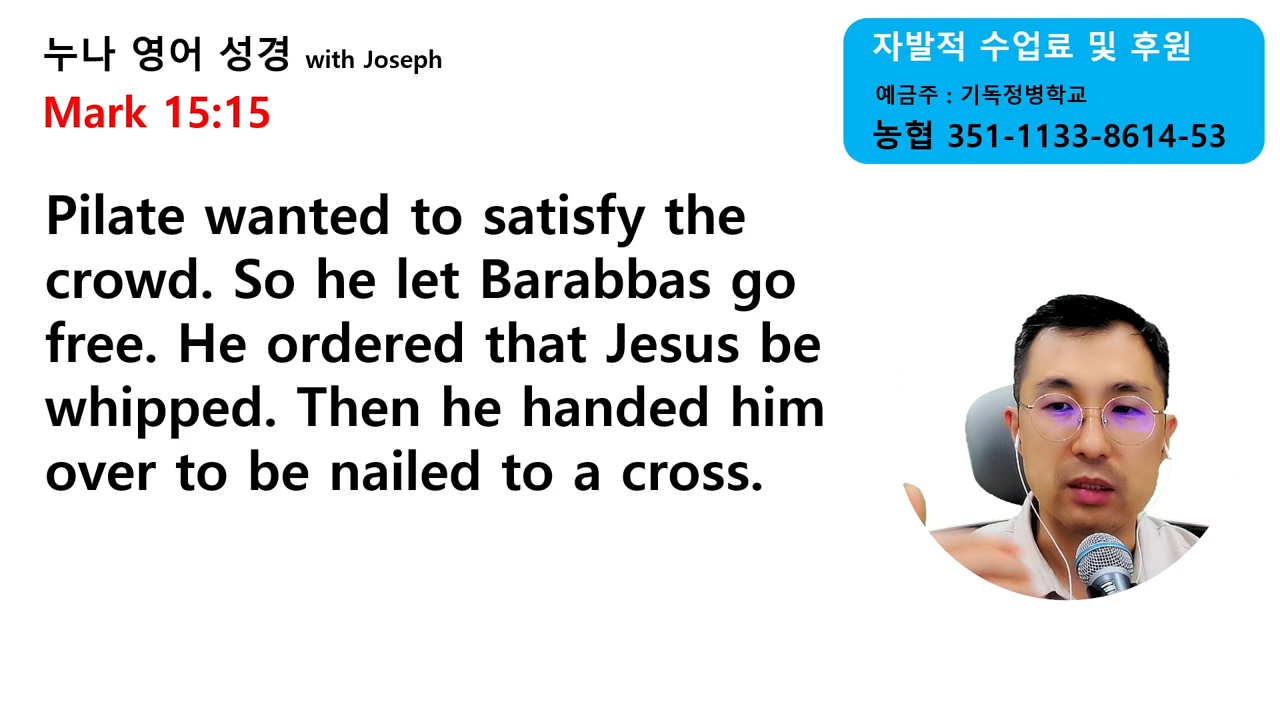 누나 영어 성경 with Joseph
Mark 15:15
자발적 수업료 및 후원
예금주 : 기독정병학교
농협 351-1133-8614-53
Pilate wanted to satisfy the
crowd. So he let Barabbas go
free. He ordered that Jesus be
whipped. Then he handed him
over to be nailed to a cross.